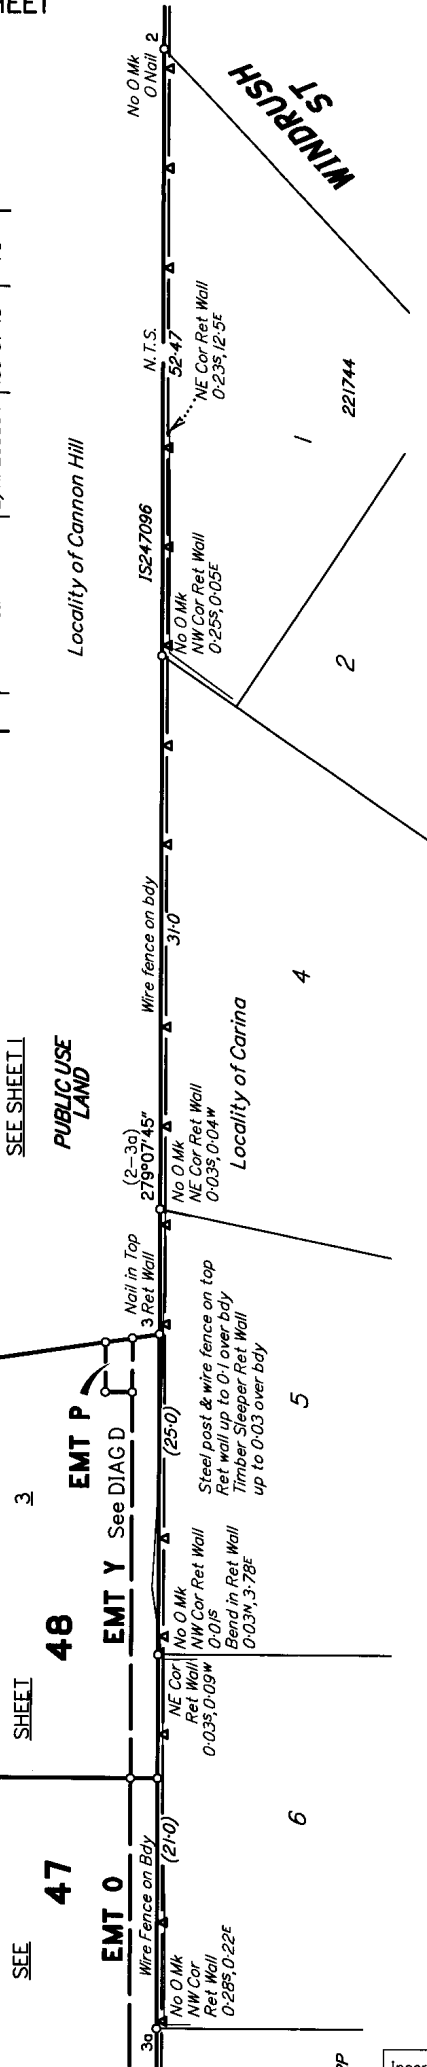 SHEET
No O Mk
O Nail
2
WINDRUSH
ST
Locality of Cannon Hill
N.T.S.
52·47
NE Cor Ret Wall
0·23S,12·5E
1
221744
IS247096
No O Mk
NW Cor Ret Wall
0·25S,0·05E
2
SEE SHEET 1
PUBLIC USE
LAND
Wire fence on bdy
31·0
4
Locality of Carina
(2-3a)
279°07'45"
No O Mk
NE Cor Ret Wall
0·03S,0·04W
Nail in Top
3 Ret Wall
EMT P
3
SHEET
48
EMT Y
See DIAG D
(25·0)
Steel post & wire fence on top
Ret wall up to 0·1 over bdy
Timber Sleeper Ret Wall
up to 0·03 over bdy
5
No O Mk
NW Cor Ret Wall
0·01S
Bend in Ret Wall
0·03N,3·78E
NE Cor
Ret Wall
0·03S,0·09W
SEE
47
EMT O
Wire Fence on Bdy
(21·0)
6
3a
No O Mk
NW Cor
Ret Wall
0·28S,0·22E